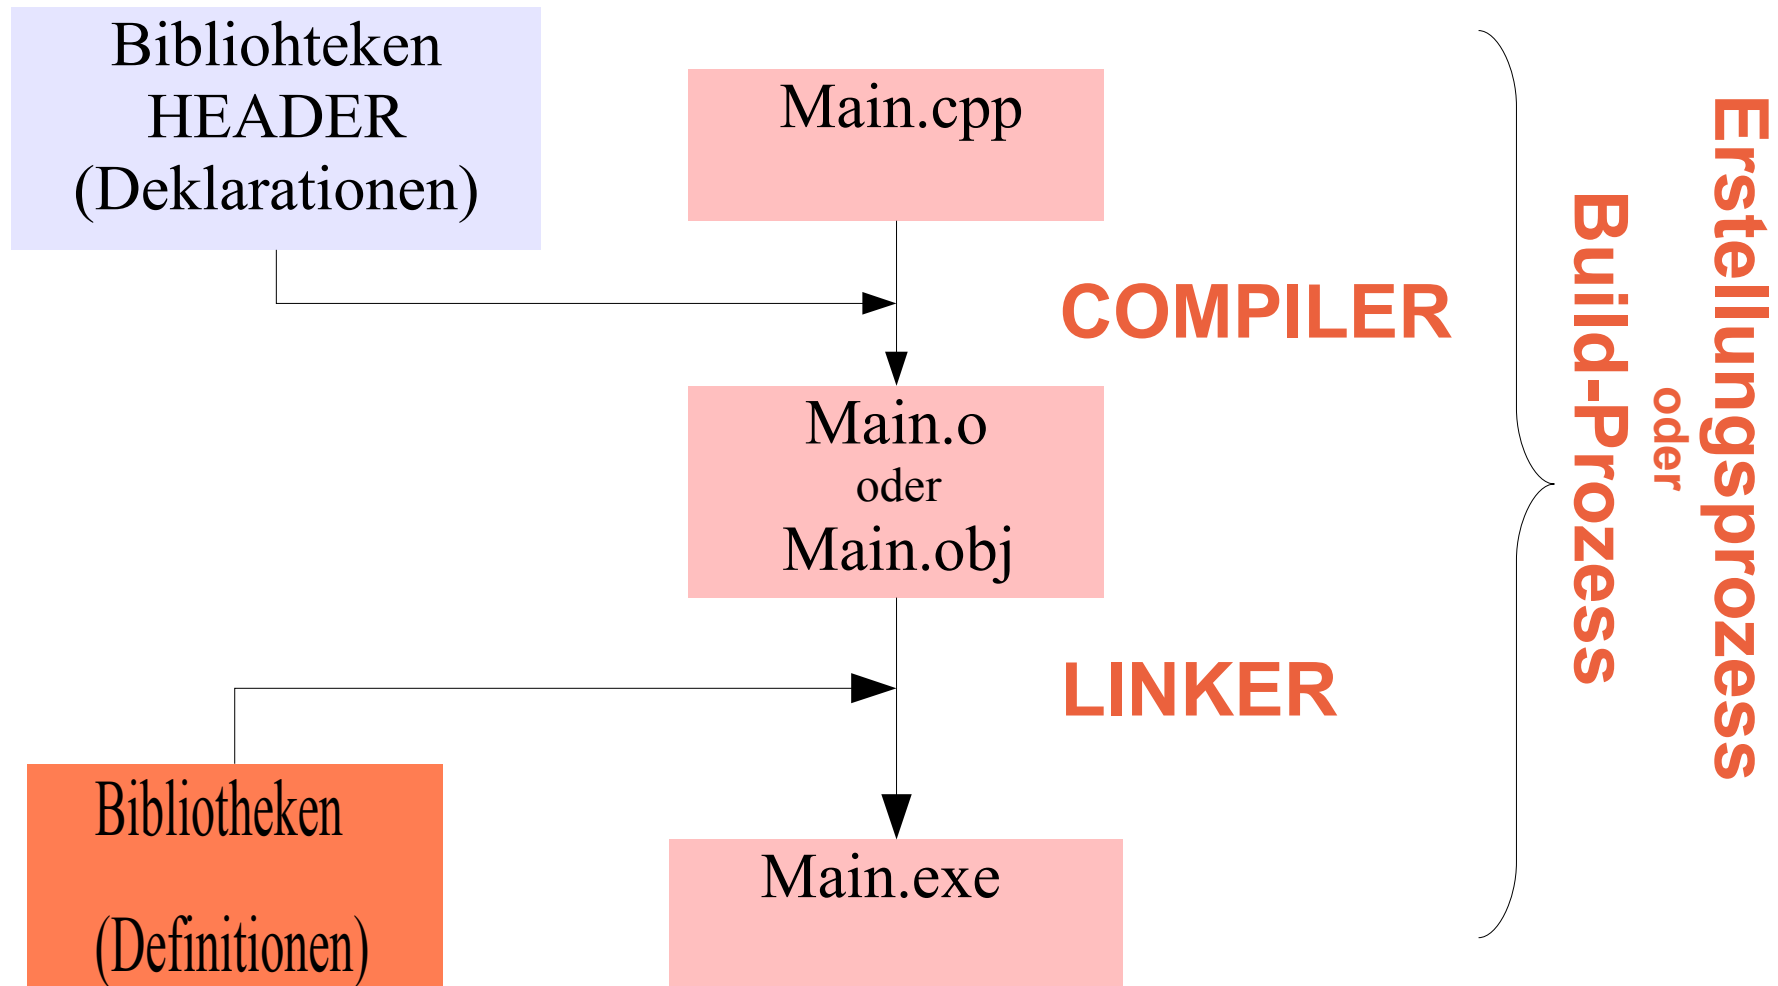 Bibliohteken
HEADER
(Deklarationen)
Main.cpp
COMPILER
Main.o
oder
Main.obj
LINKER
Bibliotheken
(Definitionen)
Main.exe
Erstellungsprozess
oder
Build-Prozess